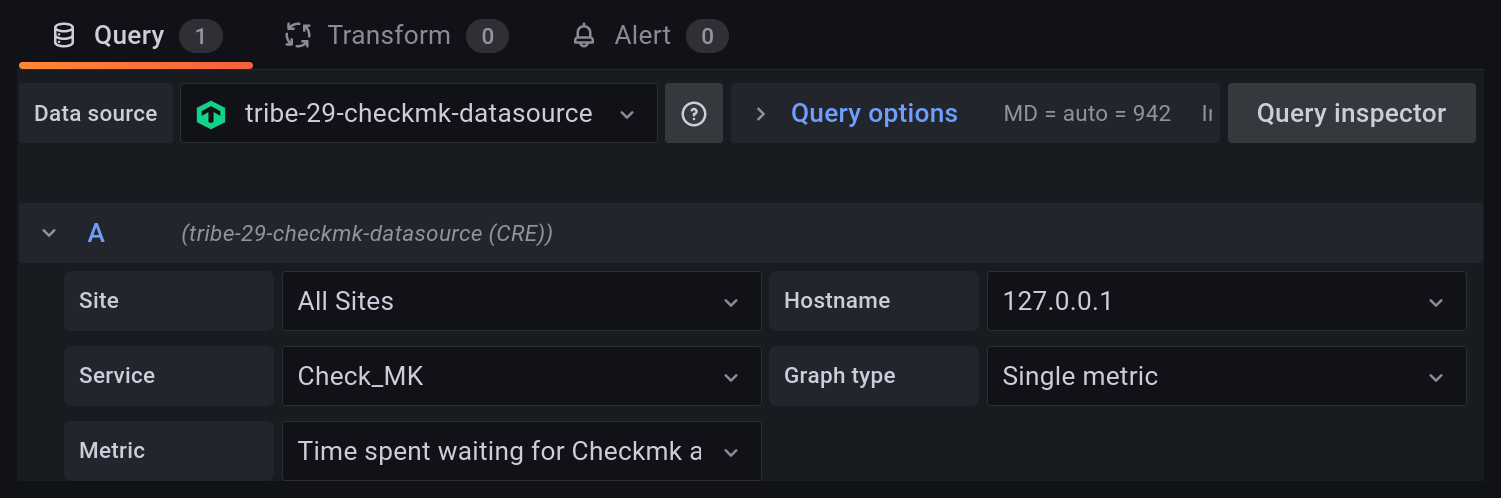 Query 1 Transform 0 Alert 0
Data source tribe-29-checkmk-datasource Query options MD = auto = 942 Query inspector
A (tribe-29-checkmk-datasource (CRE))
Site All Sites Hostname 127.0.0.1
Service Check_MK Graph type Single metric
Metric Time spent waiting for Checkmk a